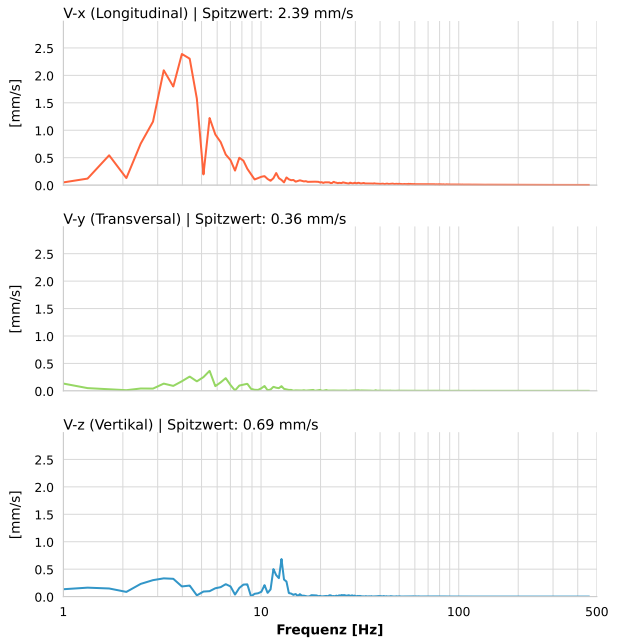 V-x (Longitudinal) | Spitzwert: 2.39 mm/s
2.5
2.0
1.5
1.0
0.5
0.0
[mm/s]
V-y (Transversal) | Spitzwert: 0.36 mm/s
2.5
2.0
1.5
1.0
0.5
0.0
[mm/s]
V-z (Vertikal) | Spitzwert: 0.69 mm/s
2.5
2.0
1.5
1.0
0.5
0.0
[mm/s]
1 10 100 500
Frequenz [Hz]